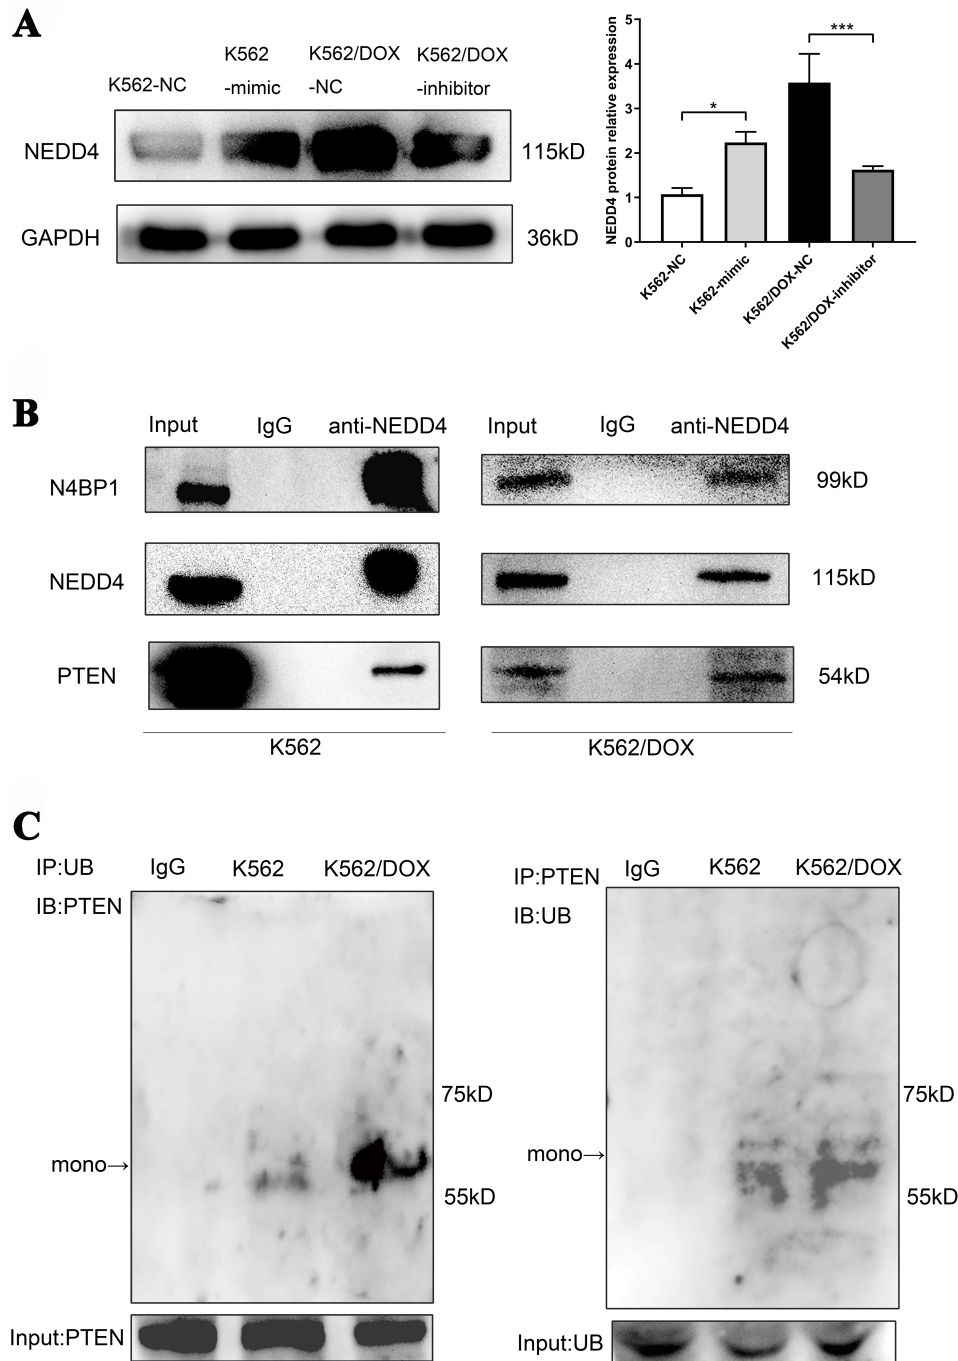 A
K562-NC
K562
-mimic
K562/DOX
-NC
K562/DOX
-inhibitor
NEDD4
115kD
GAPDH
36kD
NEDD4 protein relative expression
5
4
3
2
1
0
*
***
K562-NC
K562-mimic
K562/DOX-NC
K562/DOX-inhibitor
B
Input IgG anti-NEDD4
Input IgG anti-NEDD4
N4BP1
99kD
NEDD4
115kD
PTEN
54kD
K562
K562/DOX
C
IP:UB
IB:PTEN
IgG K562 K562/DOX
75kD
mono→
55kD
Input:PTEN
IP:PTEN
IB:UB
IgG K562 K562/DOX
75kD
mono→
55kD
Input:UB